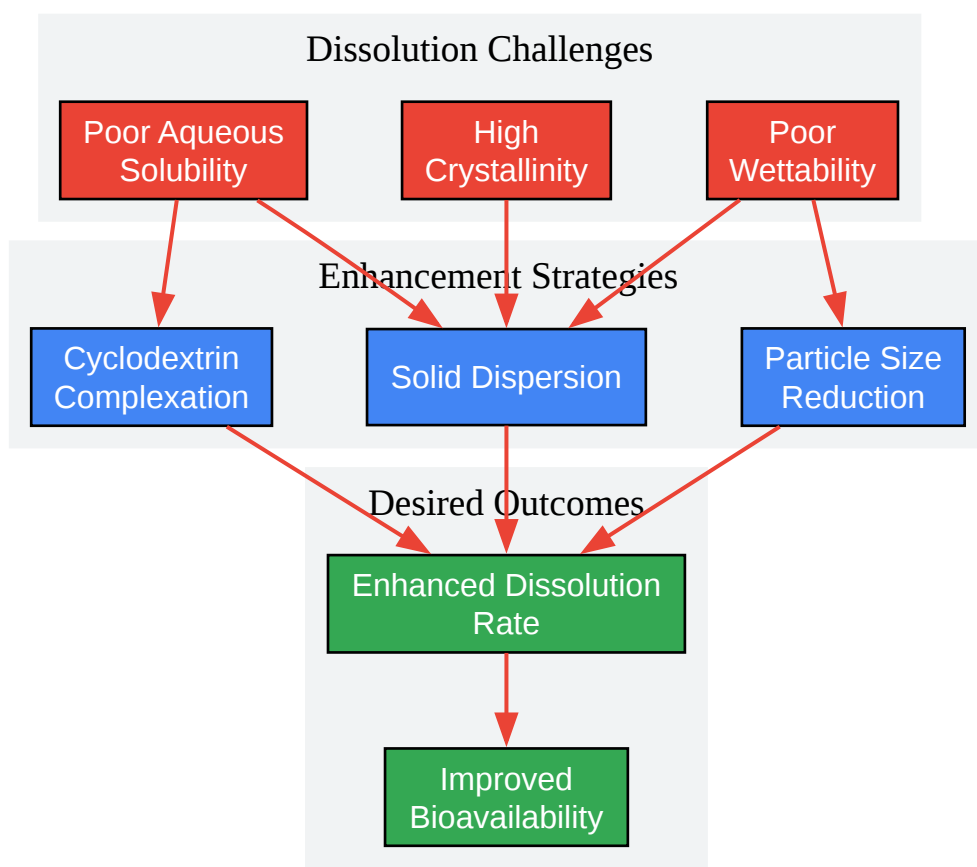 Dissolution Challenges
Poor Aqueous
Solubility
High
Crystallinity
Poor
Wettability
Enhancement Strategies
Cyclodextrin
Complexation
Solid Dispersion
Particle Size
Reduction
Desired Outcomes
Enhanced Dissolution
Rate
Improved
Bioavailability